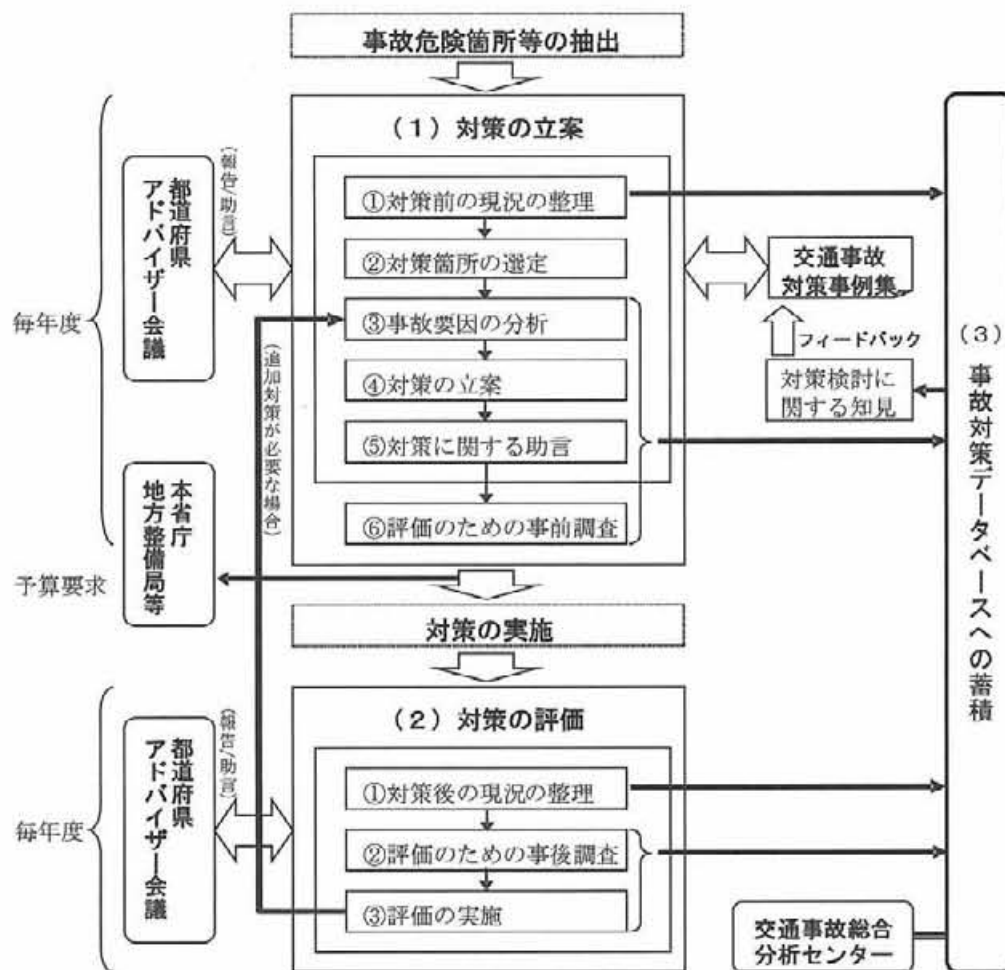 事故危険箇所等の抽出
(1)対策の立案
①対策前の現況の整理
②対策箇所の選定
③事故要因の分析
④対策の立案
⑤対策に関する助言
⑥評価のための事前調査
毎年度
都道府県
アドバイザー会議
(報告/助言)
交通事故
対策事例集
フィードバック
対策検討に
関する知見
(追加対策が必要な場合)
本省庁
地方整備局等
予算要求
対策の実施
(2)対策の評価
①対策後の現況の整理
②評価のための事後調査
③評価の実施
毎年度
都道府県
アドバイザー会議
(報告/助言)
(3)事故対策データベースへの蓄積
交通事故総合
分析センター